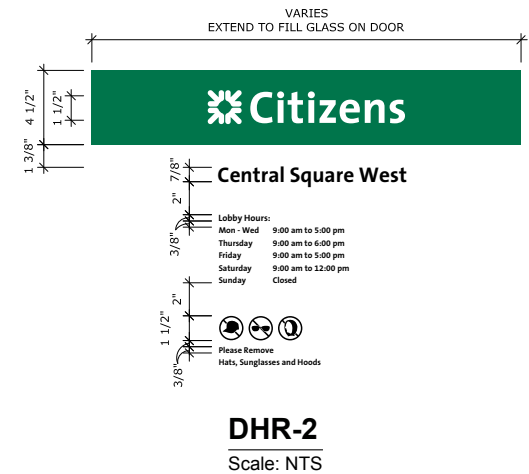 VARIES
EXTEND TO FILL GLASS ON DOOR
4 1/2"
1 1/2"
Citizens
1 3/8"
7/8"
Central Square West
2"
3/8"
Lobby Hours:
Mon - Wed 9:00 am to 5:00 pm
Thursday 9:00 am to 6:00 pm
Friday 9:00 am to 5:00 pm
Saturday 9:00 am to 12:00 pm
Sunday Closed
2"
1 1/2"
3/8"
Please Remove
Hats, Sunglasses and Hoods
DHR-2
Scale: NTS